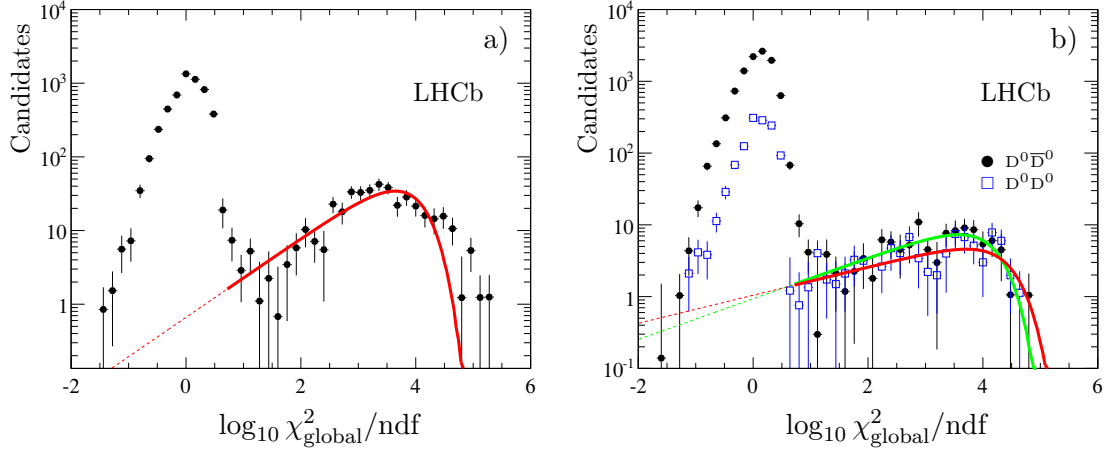 a)
LHCb
Candidates
10⁴
10³
10²
10
1
-2 0 2 4 6
log₁₀ χ²global/ndf
b)
LHCb
Candidates
D⁰D̅⁰
D⁰D⁰
10⁴
10³
10²
10
1
10⁻¹
-2 0 2 4 6
log₁₀ χ²global/ndf